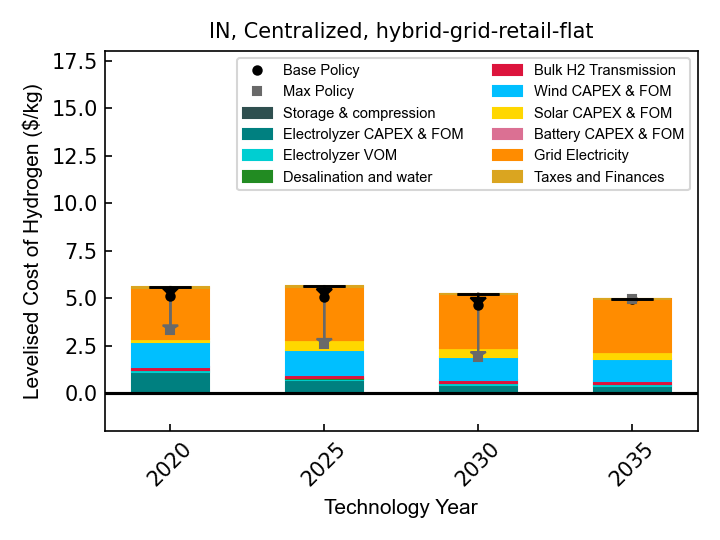 IN, Centralized, hybrid-grid-retail-flat
Levelised Cost of Hydrogen ($/kg)
17.5
15.0
12.5
10.0
7.5
5.0
2.5
0.0
Base Policy
Max Policy
Storage & compression
Electrolyzer CAPEX & FOM
Electrolyzer VOM
Desalination and water
Bulk H2 Transmission
Wind CAPEX & FOM
Solar CAPEX & FOM
Battery CAPEX & FOM
Grid Electricity
Taxes and Finances
2020
2025
2030
2035
Technology Year